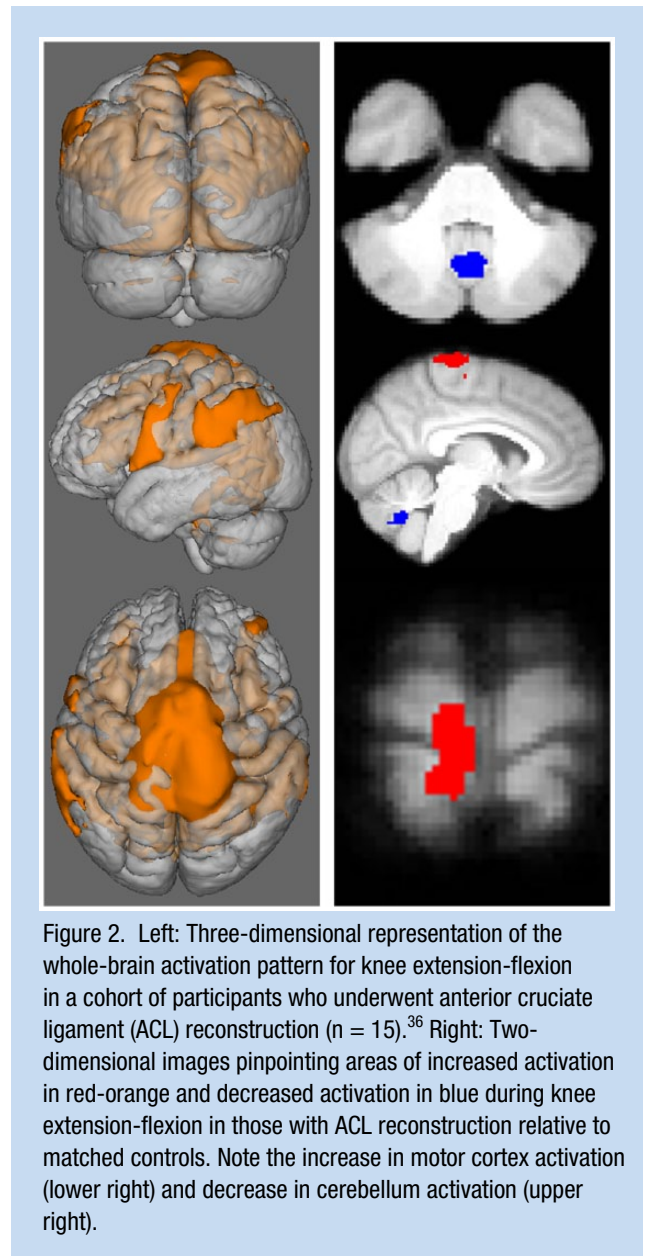 Figure 2. Left: Three-dimensional representation of the
whole-brain activation pattern for knee extension-flexion
in a cohort of participants who underwent anterior cruciate
ligament (ACL) reconstruction (n = 15).36 Right: Two-
dimensional images pinpointing areas of increased activation
in red-orange and decreased activation in blue during knee
extension-flexion in those with ACL reconstruction relative to
matched controls. Note the increase in motor cortex activation
(lower right) and decrease in cerebellum activation (upper
right).